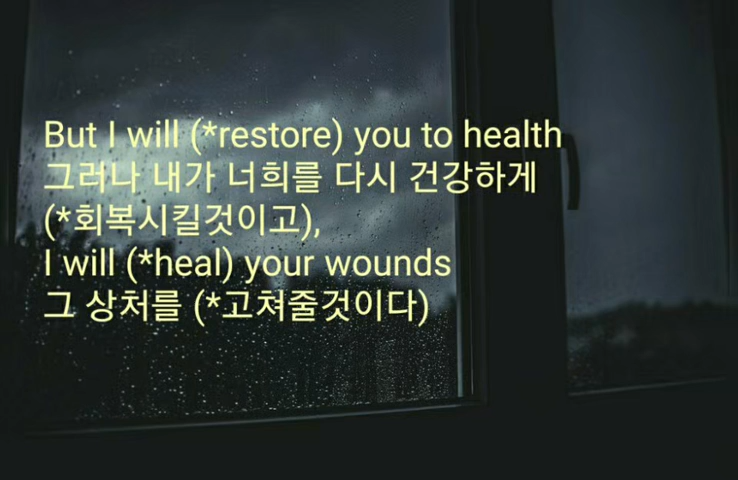 But I will (*restore) you to health
그러나 내가 너희를 다시 건강하게
(*회복시킬것이고),
I will (*heal) your wounds
그 상처를 (*고쳐줄것이다)